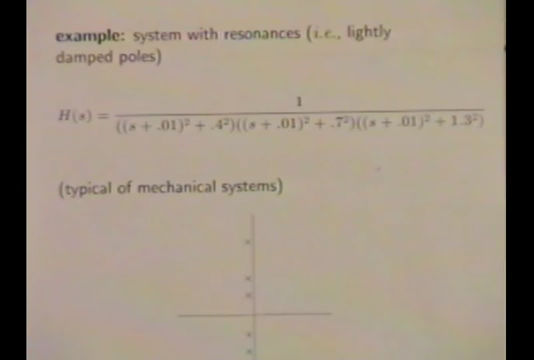 example: system with resonances (i.e., lightly
damped poles)
H(s) = 1 / ((s + .01)² + .4²)((s + .01)² + .7²)((s + .01)² + 1.3²)
(typical of mechanical systems)